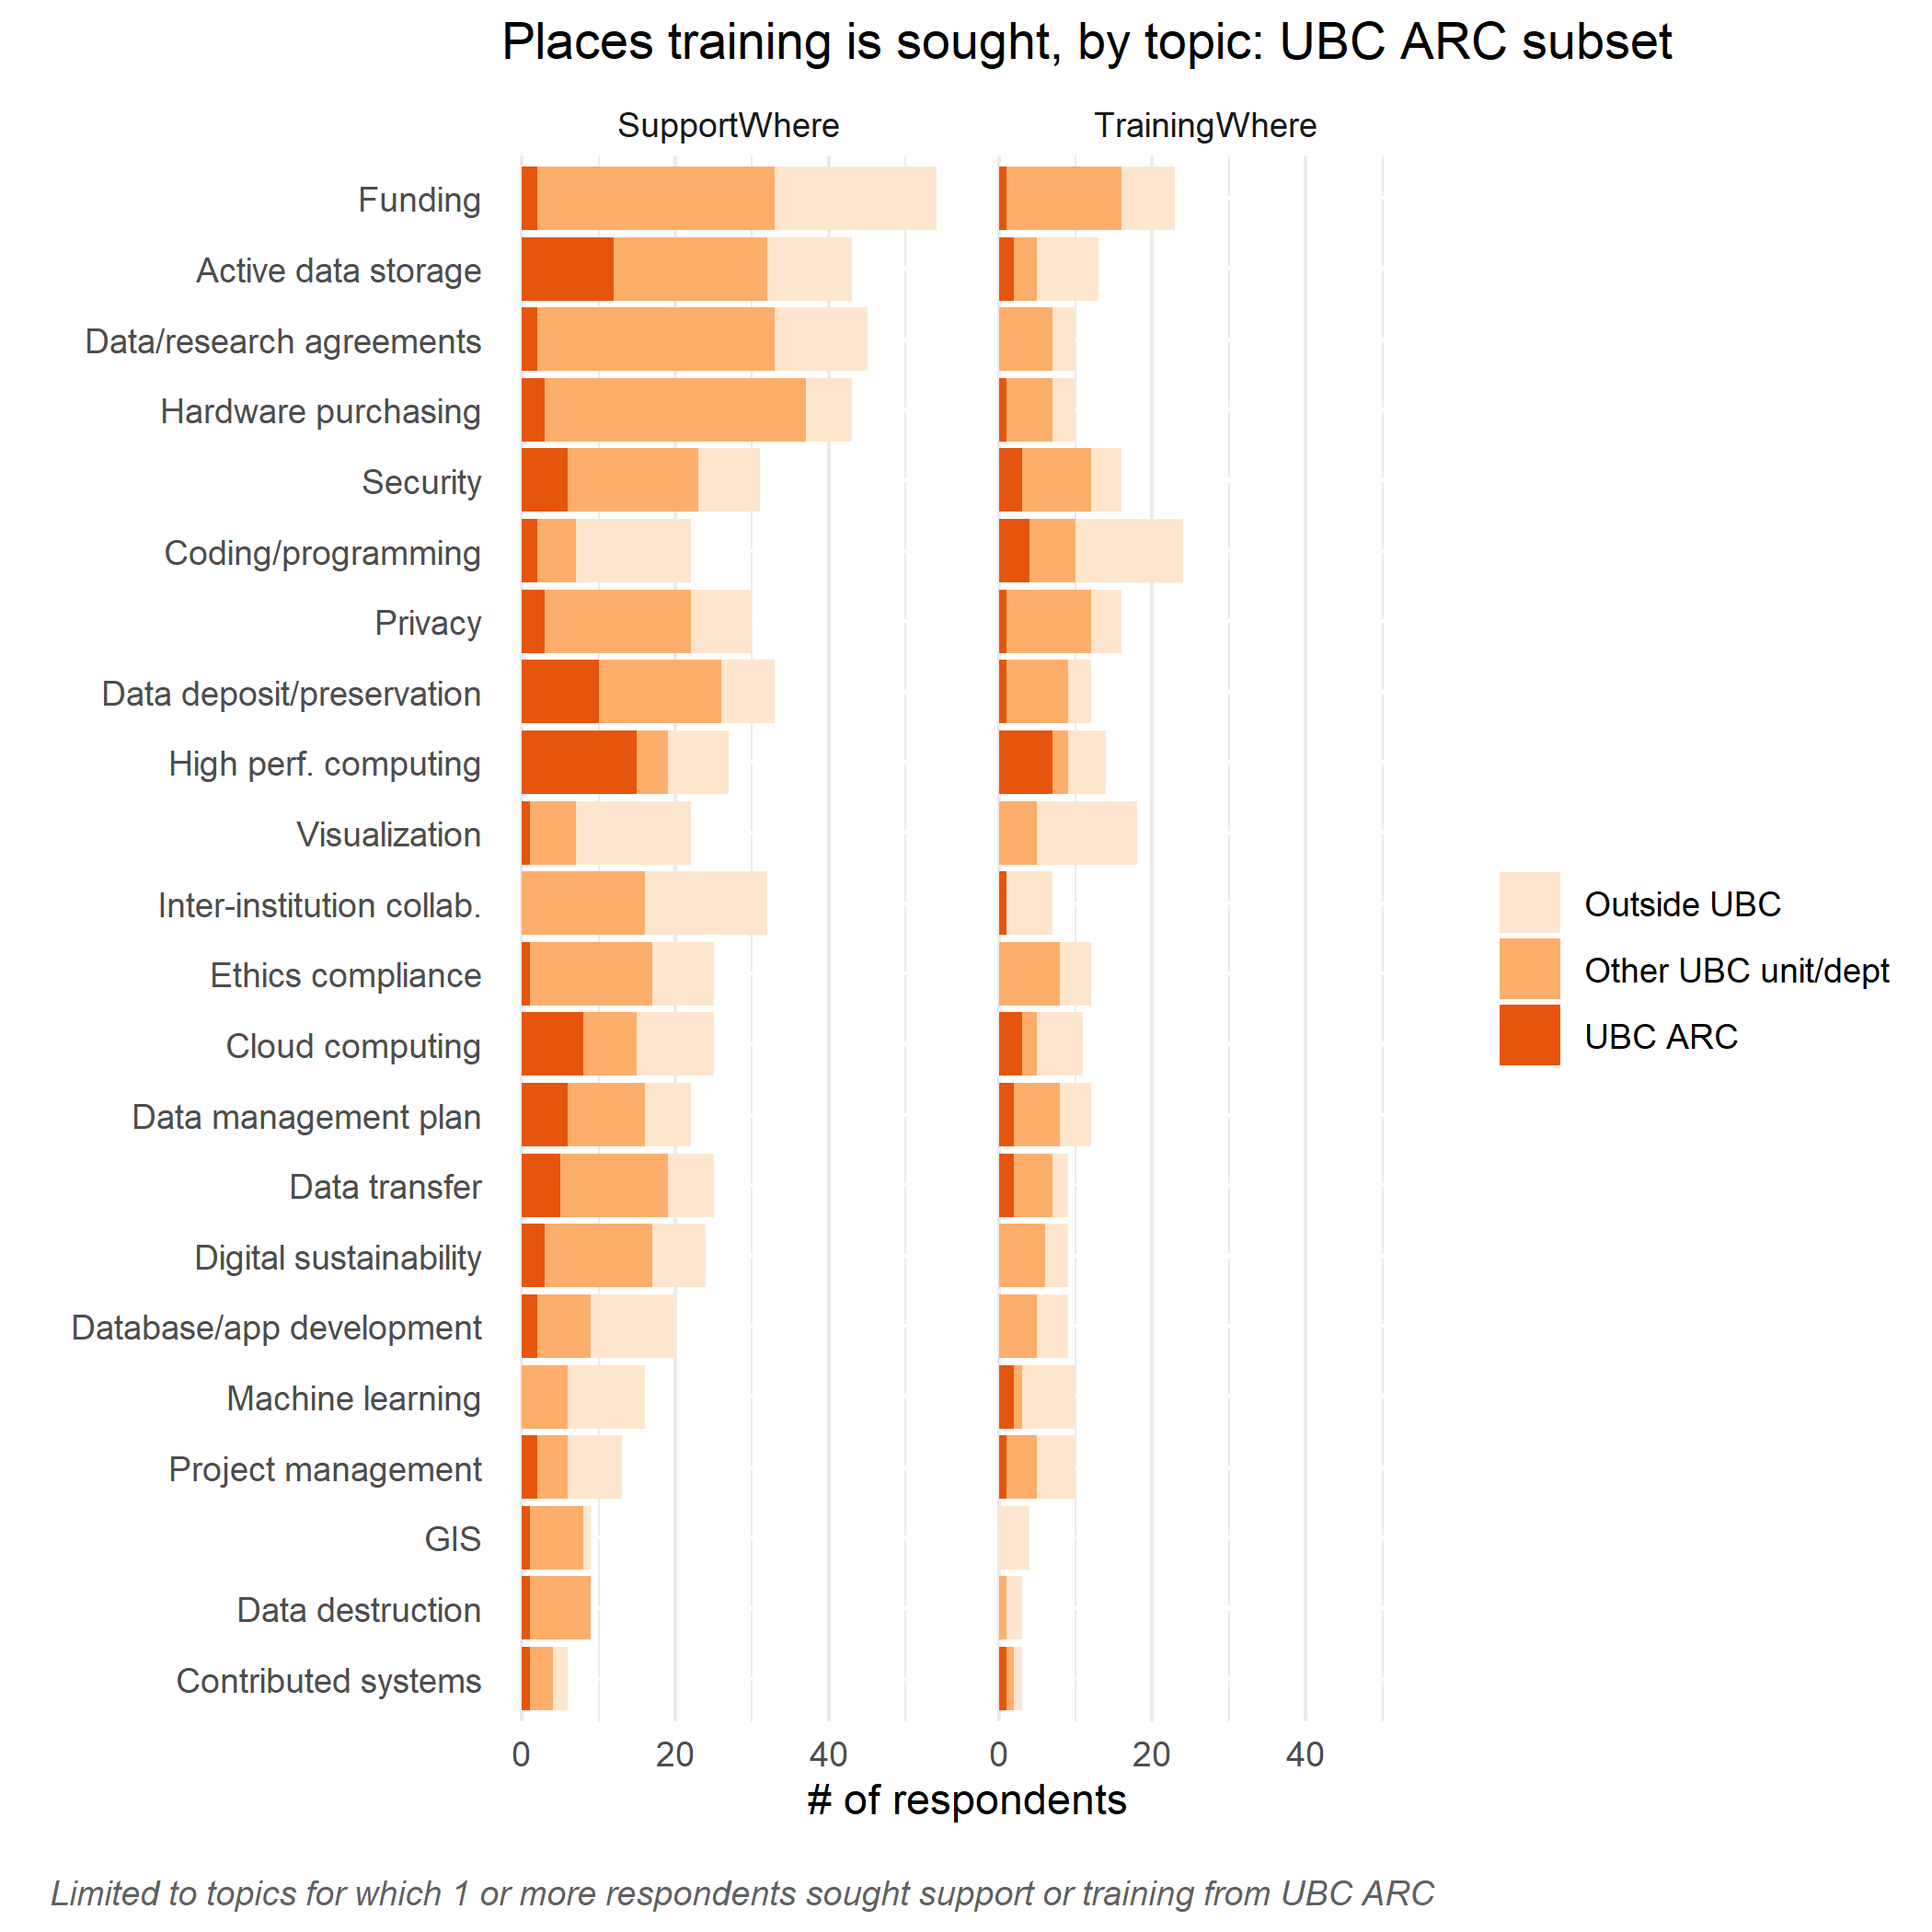 Places training is sought, by topic: UBC ARC subset
SupportWhere
TrainingWhere
Funding
Active data storage
Data/research agreements
Hardware purchasing
Security
Coding/programming
Privacy
Data deposit/preservation
High perf. computing
Visualization
Inter-institution collab.
Ethics compliance
Cloud computing
Data management plan
Data transfer
Digital sustainability
Database/app development
Machine learning
Project management
GIS
Data destruction
Contributed systems
0 20 40
0 20 40
# of respondents
Outside UBC
Other UBC unit/dept
UBC ARC
Limited to topics for which 1 or more respondents sought support or training from UBC ARC